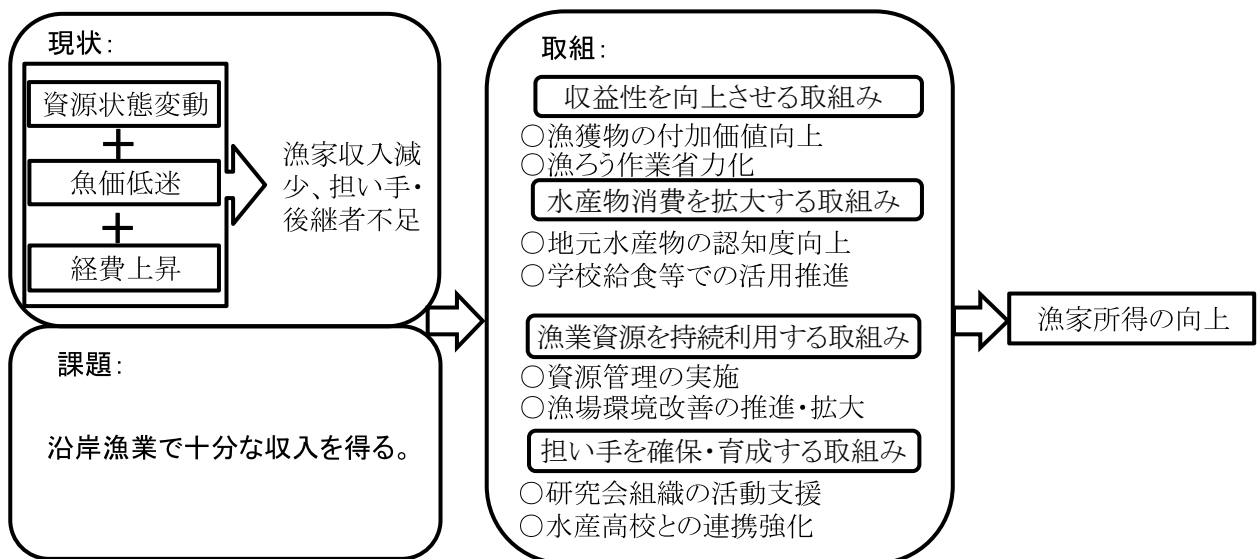 現状:
資源状態変動
+
魚価低迷
+
経費上昇
漁家収入減
少、担い手・
後継者不足
課題:
沿岸漁業で十分な収入を得る。
取組:
収益性を向上させる取組み
○漁獲物の付加価値向上
○漁ろう作業省力化
水産物消費を拡大する取組み
○地元水産物の認知度向上
○学校給食等での活用推進
漁業資源を持続利用する取組み
○資源管理の実施
○漁場環境改善の推進・拡大
担い手を確保・育成する取組み
○研究会組織の活動支援
○水産高校との連携強化
漁家所得の向上